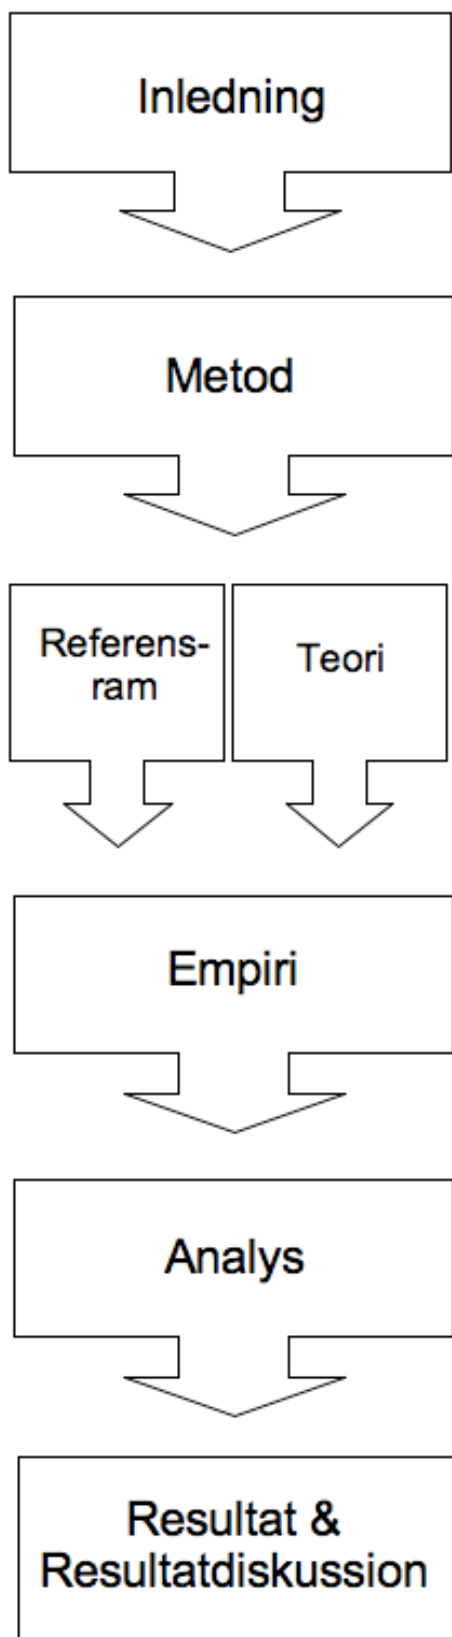 Inledning
Metod
Referens-
ram
Teori
Empiri
Analys
Resultat &
Resultatdiskussion